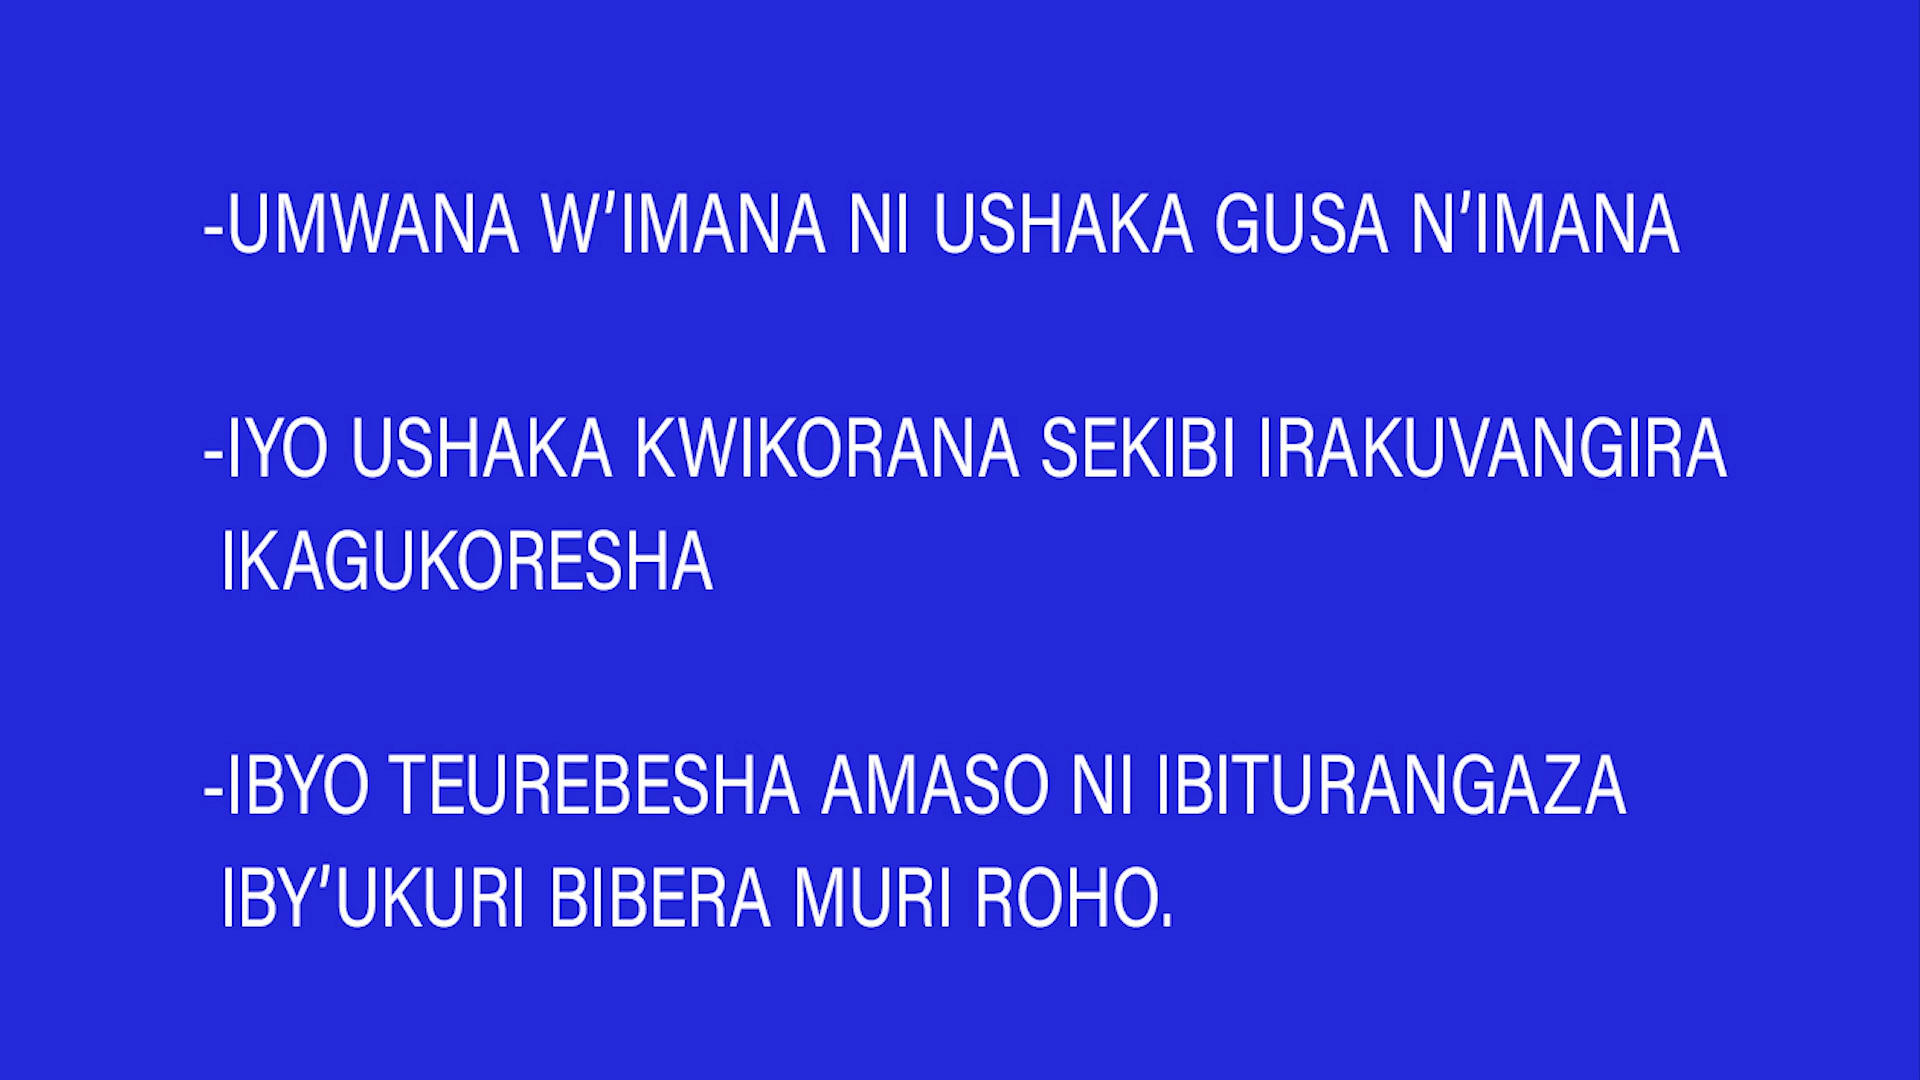 -UMWANA W’IMANA NI USHAKA GUSA N’IMANA
-IYO USHAKA KWIKORANA SEKIBI IRAKUVANGIRA
IKAGUKORESHA
-IBYO TEUREBESHA AMASO NI IBITURANGAZA
IBY’UKURI BIBERA MURI ROHO.